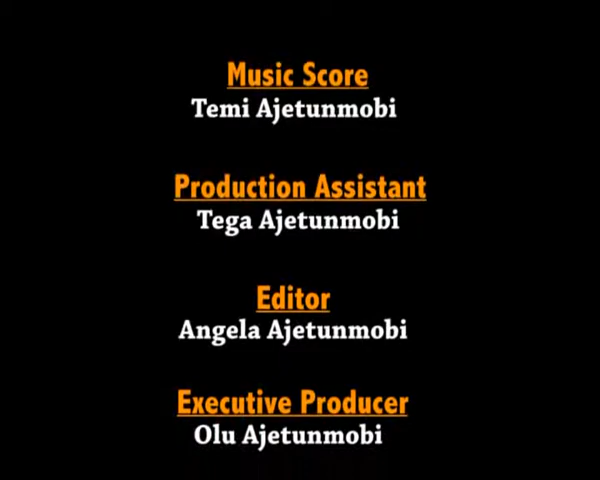 Music Score
Temi Ajetunmobi
Production Assistant
Tega Ajetunmobi
Editor
Angela Ajetunmobi
Executive Producer
Olu Ajetunmobi